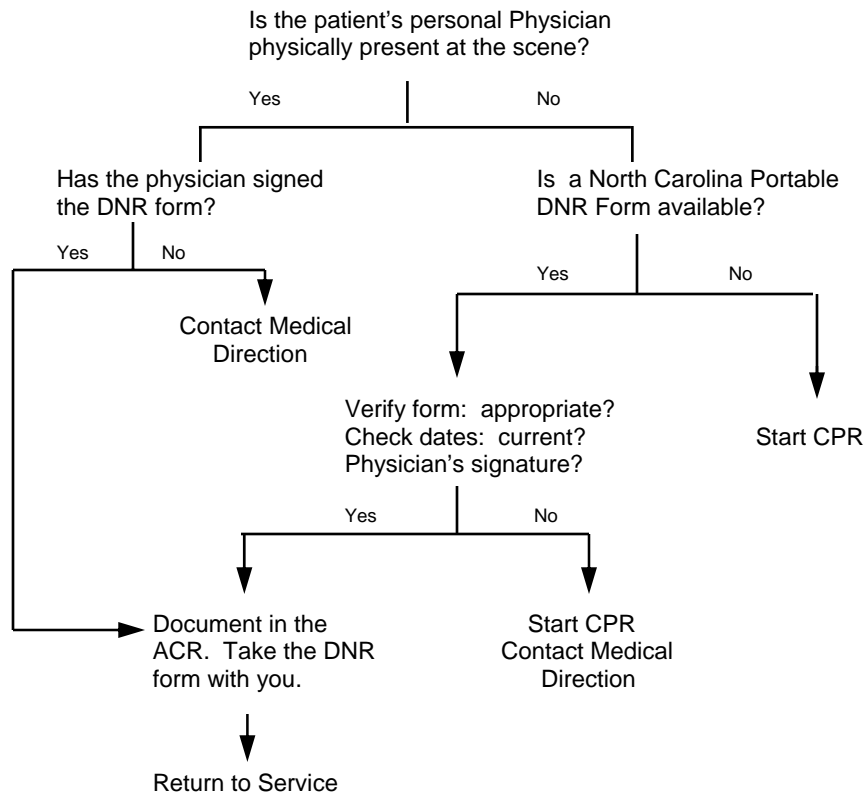 Is the patient's personal Physician
physically present at the scene?
Yes
No
Has the physician signed
the DNR form?
Is a North Carolina Portable
DNR Form available?
Yes
No
Yes
No
Contact Medical
Direction
Verify form: appropriate?
Check dates: current?
Physician's signature?
Start CPR
Yes
No
Document in the
ACR. Take the DNR
form with you.
Start CPR
Contact Medical
Direction
Return to Service